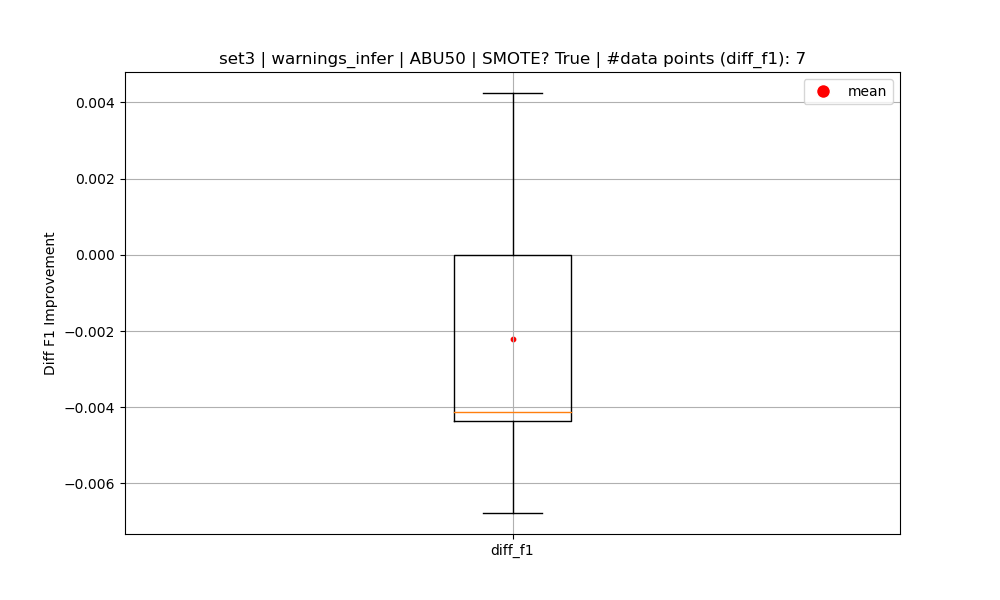 set3 | warnings_infer | ABU50 | SMOTE? True | #data points (diff_f1): 7
mean
0.004
0.002
0.000
−0.002
−0.004
−0.006
Diff F1 Improvement
diff_f1